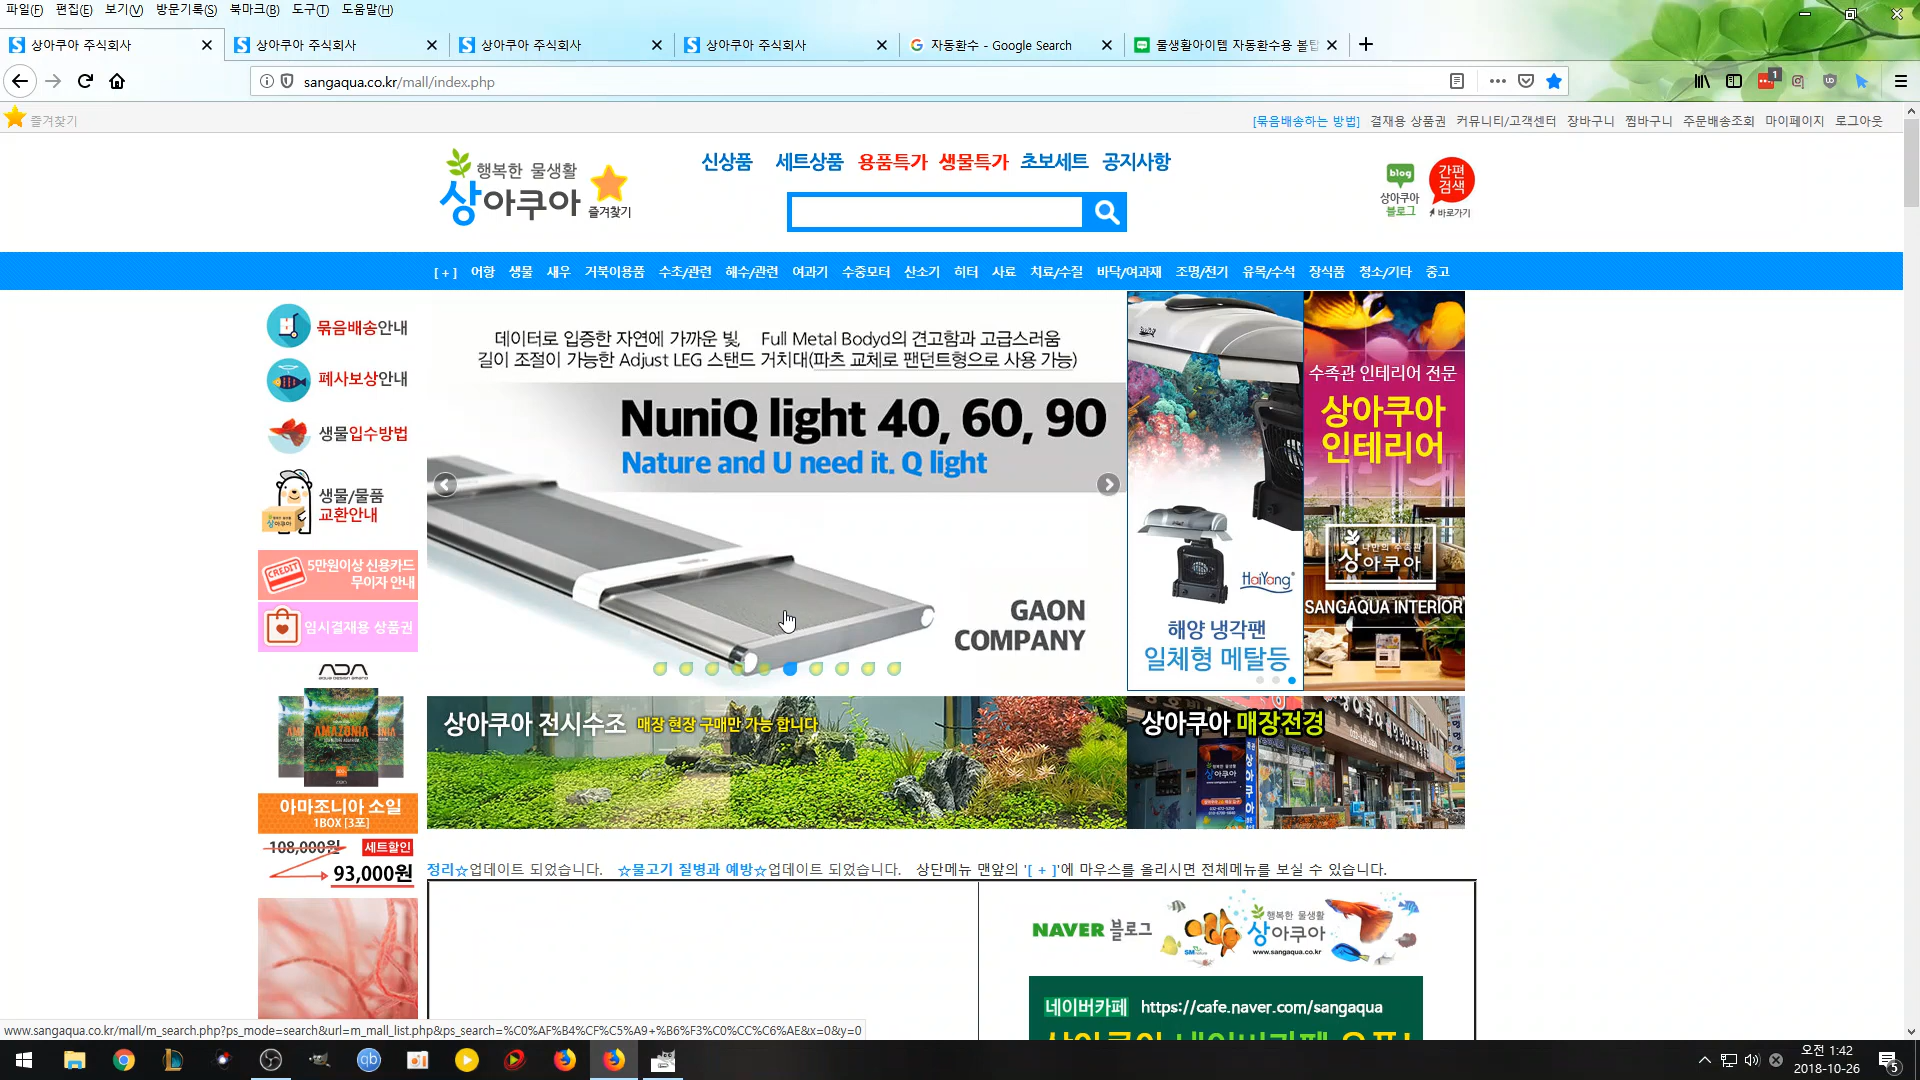 파일(F) 편집(E) 보기(V) 방문기록(S) 북마크(B) 도구(T) 도움말(H)
상아쿠아 주식회사 상아쿠아 주식회사 상아쿠아 주식회사 상아쿠아 주식회사 자동환수 - Google Search 물생활아이템 자동환수용 볼탑
sangaqua.co.kr/mall/index.php
1
즐겨찾기 [묶음배송하는 방법] 결재용 상품권 커뮤니티/고객센터 장바구니 찜바구니 주문배송조회 마이페이지 로그아웃
신상품 세트상품 용품특가 생물특가 초보세트 공지사항
행복한 물생활
상아쿠아
즐겨찾기
blog
상아쿠아
블로그
간편
검색
바로가기
[ + ] 어항 생물 새우 거북이용품 수초/관련 해수/관련 여과기 수중모터 산소기 히터 사료 치료/수질 바닥/여과재 조명/전기 유목/수석 장식품 청소/기타 중고
묶음배송안내
폐사보상안내
생물입수방법
생물/물품
교환안내
상아쿠아
CREDIT
5만원이상 신용카드
무이자 안내
임시결재용 상품권
ADA
AMAZONIA
아마조니아 소일
1BOX [3포]
108,000원 세트할인
93,000원
데이터로 입증한 자연에 가까운 빛, Full Metal Bodyd의 견고함과 고급스러움
길이 조절이 가능한 Adjust LEG 스탠드 거치대(파츠 교체로 팬던트형으로 사용 가능)
NuniQ light 40, 60, 90
Nature and U need it. Q light
GAON
COMPANY
HaiYang
해양 냉각팬
일체형 메탈등
수족관 인테리어 전문
상아쿠아
인테리어
나만의 수족관
상아쿠아
SANGAQUA INTERIOR
상아쿠아 전시수조 매장 현장 구매만 가능 합니다
상아쿠아 매장전경
정리☆업데이트 되었습니다. ☆물고기 질병과 예방☆업데이트 되었습니다. 상단메뉴 맨앞의 '[ + ]'에 마우스를 올리시면 전체메뉴를 보실 수 있습니다.
NAVER 블로그
행복한 물생활
상아쿠아
www.sangaqua.co.kr
네이버카페 https://cafe.naver.com/sangaqua
상아쿠아 네이버카페 오픈!
www.sangaqua.co.kr/mall/m_search.php?ps_mode=search&url=m_mall_list.php&ps_search=%C0%AF%B4%CF%C5%A9+%B6%F3%C0%CC%C6%AE&x=0&y=0
오전 1:42
2018-10-26
5